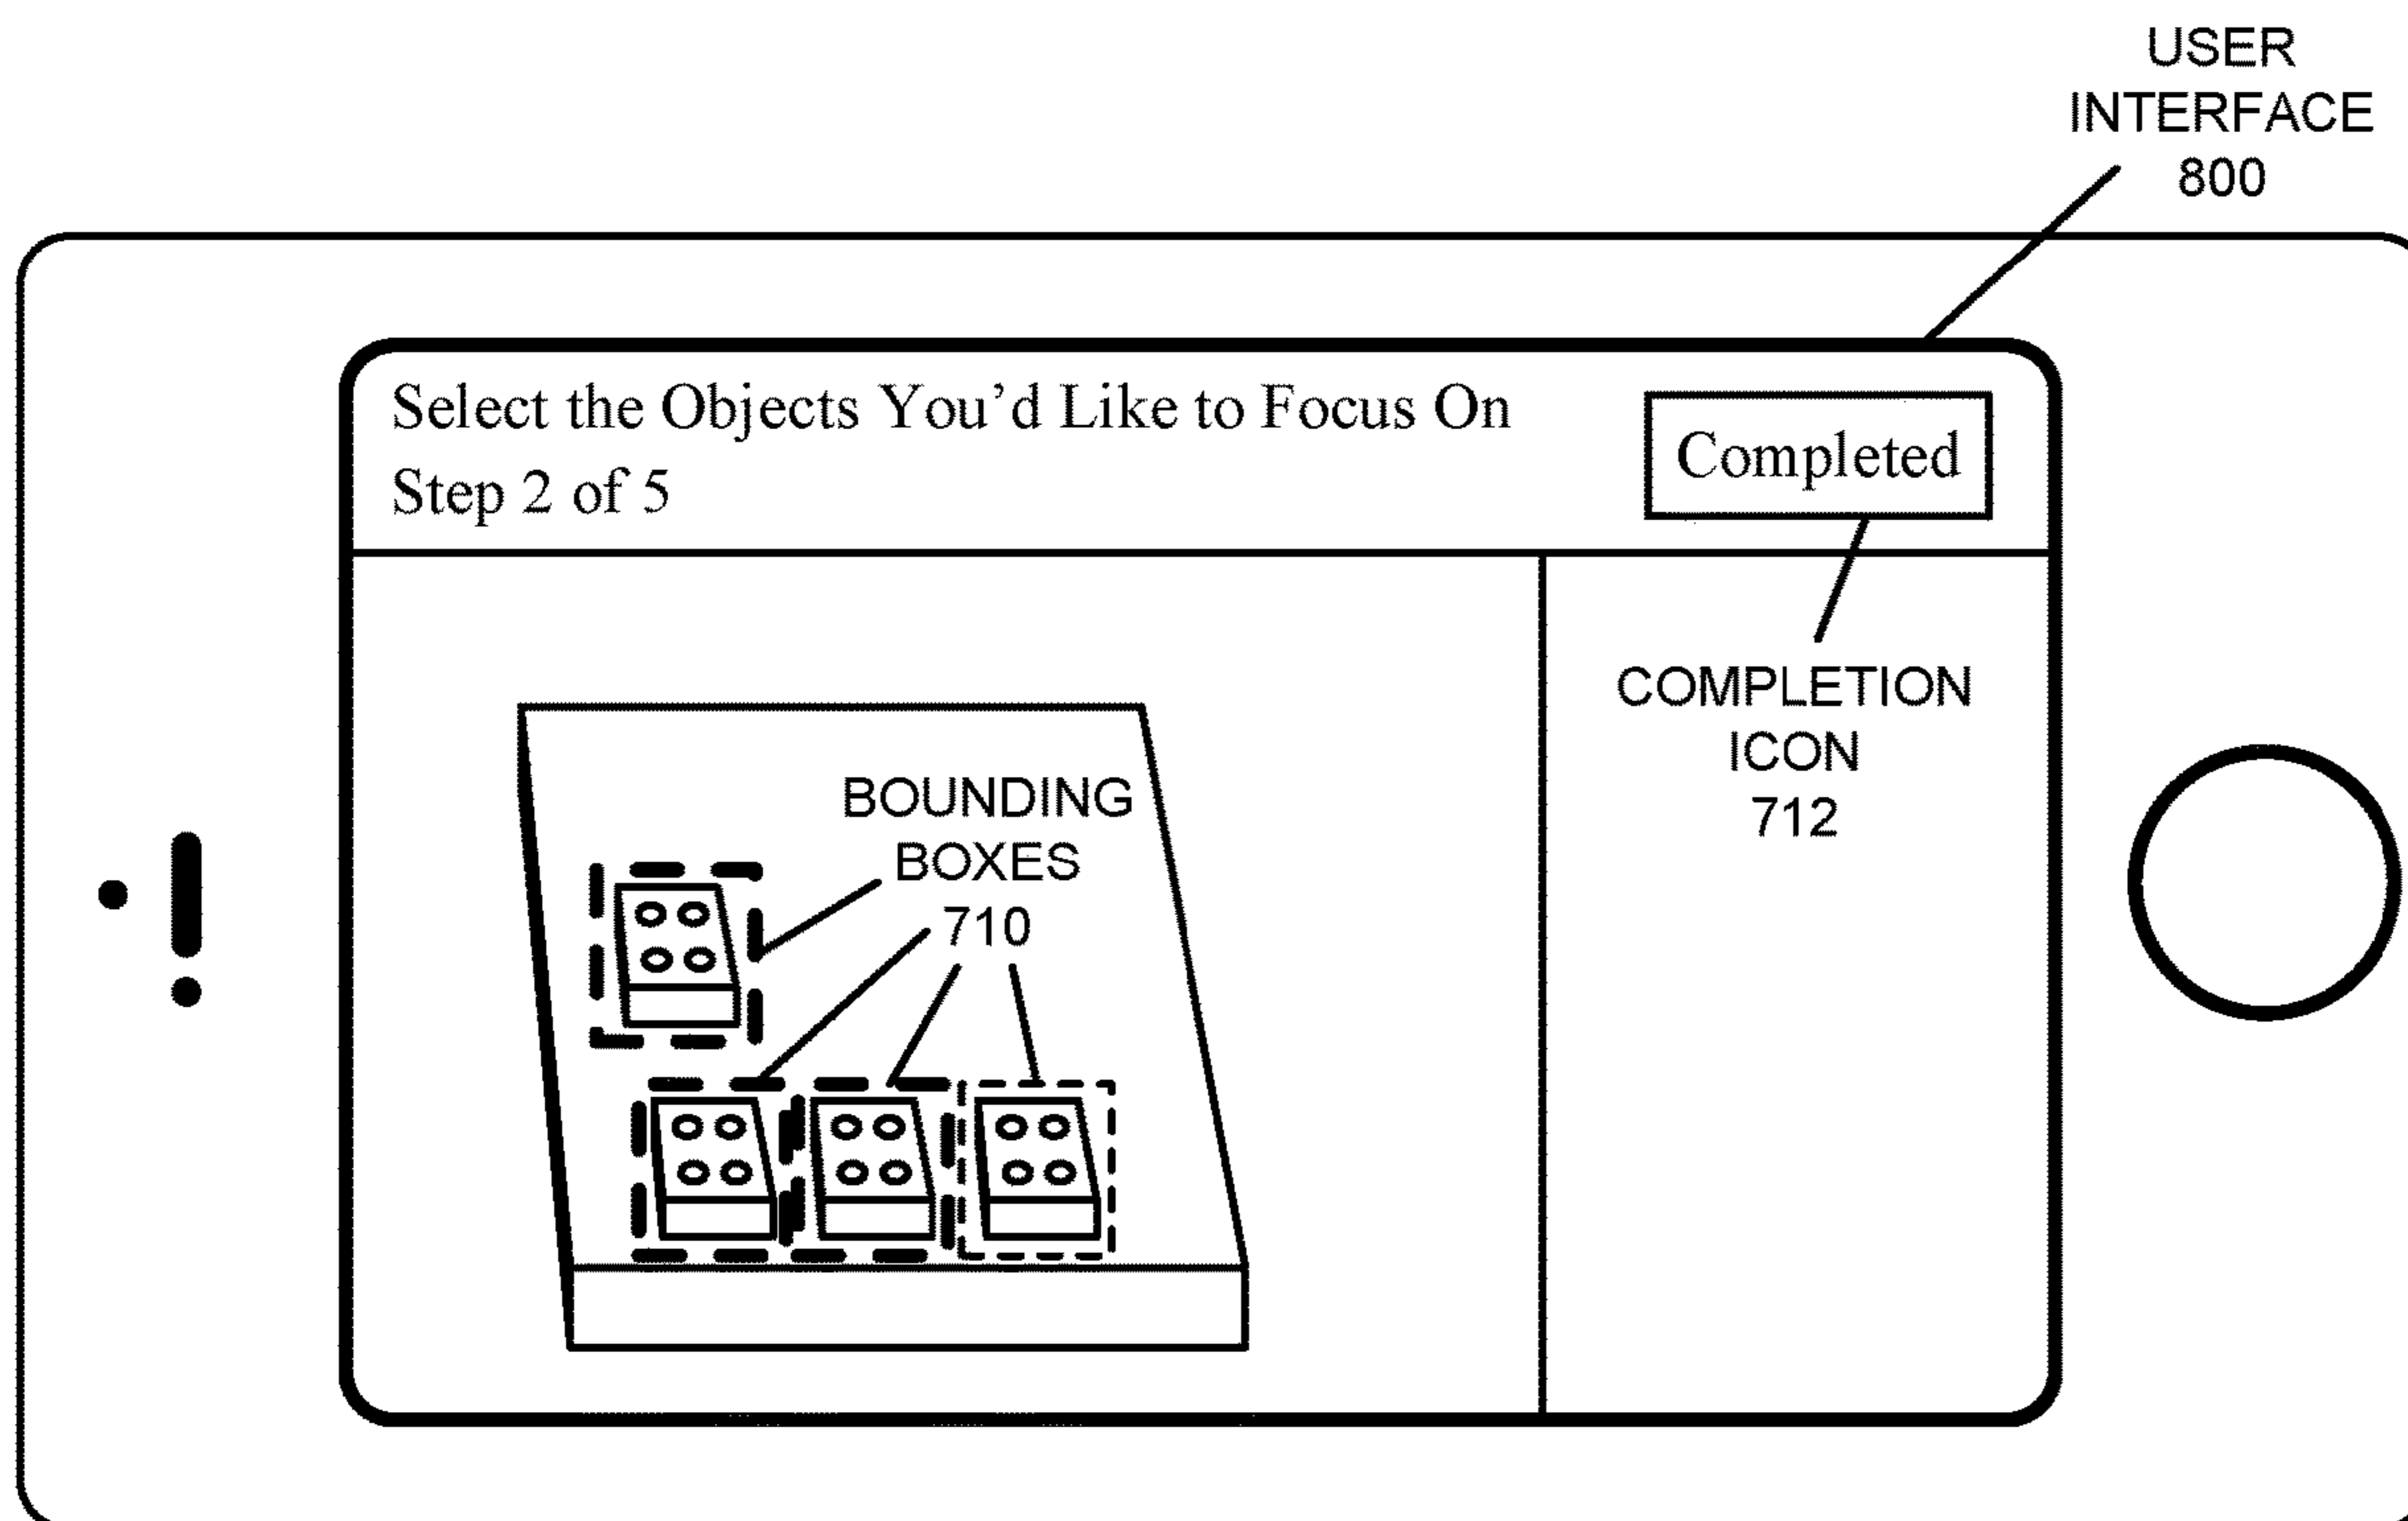 USER
INTERFACE
800
Select the Objects You’d Like to Focus On
Step 2 of 5
Completed
COMPLETION
ICON
712
BOUNDING
BOXES
710